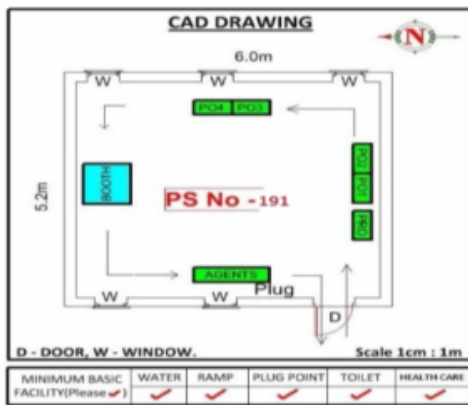 CAD DRAWING
N
6.0m
W W W
PO4 PO3
PO2
PO1
BOOTH
5.2m
PS No -191
PRO
AGENTS
Plug
W W
D
D - DOOR, W - WINDOW. Scale 1cm : 1m
MINIMUM BASIC FACILITY(Please ✓) WATER RAMP PLUG POINT TOILET HEALTH CARE
✓ ✓ ✓ ✓ ✓